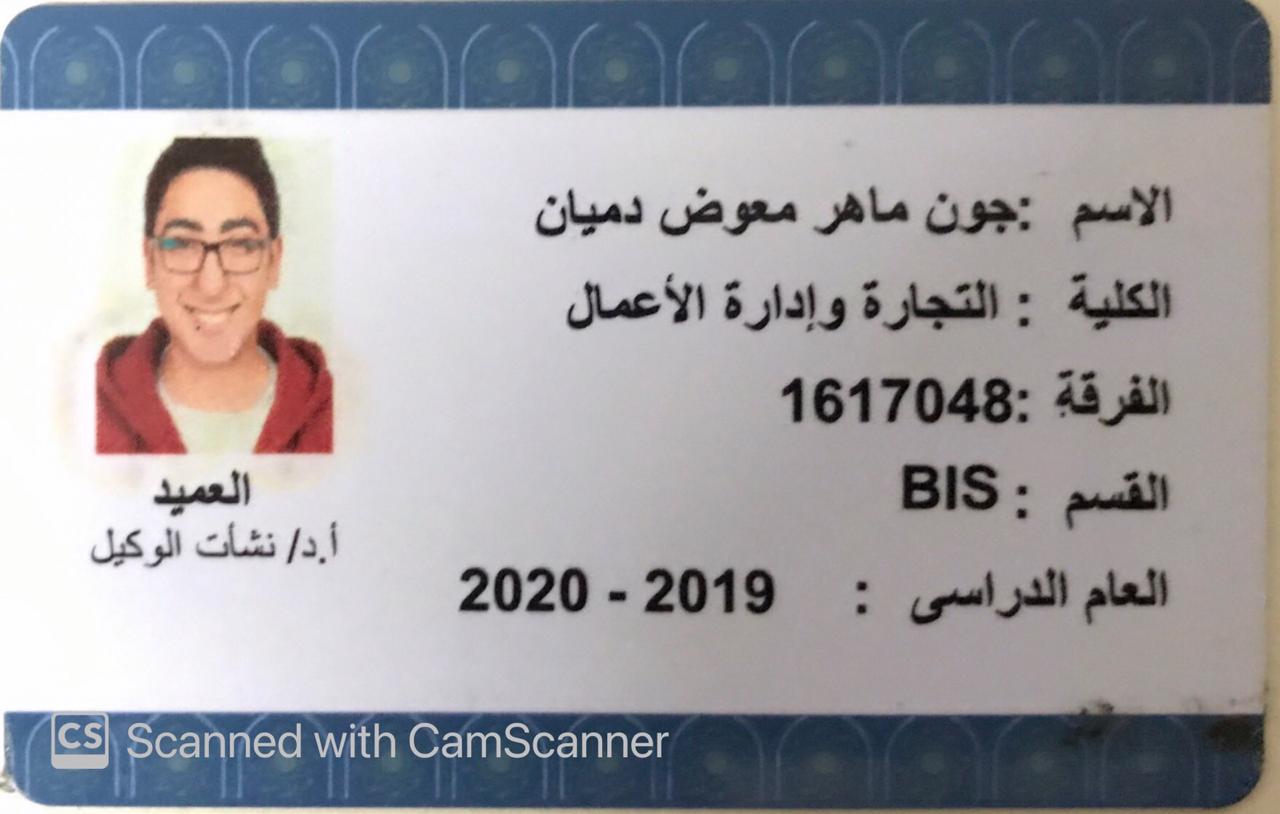 الاسم :جون ماهر معوض دميان
الكلية : التجارة وإدارة الأعمال
الفرقة :1617048
القسم : BIS
العام الدراسى : 2019 - 2020
العميد
أ.د/ نشأت الوكيل
CS Scanned with CamScanner